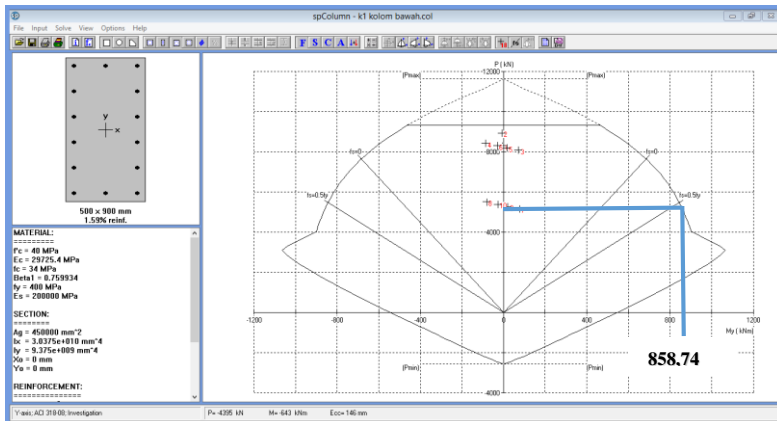 spColumn - k1 kolom bawah.col
File Input Solve View Options Help
F S C A
y
x
500 x 900 mm
1.59% reinf.
MATERIAL:
=========
f'c = 40 MPa
Ec = 29725.4 MPa
fc = 34 MPa
Beta1 = 0.759934
fy = 400 MPa
Es = 200000 MPa
SECTION:
========
Ag = 450000 mm^2
Ix = 3.0375e+010 mm^4
Iy = 9.375e+009 mm^4
Xo = 0 mm
Yo = 0 mm
REINFORCEMENT:
==============
P ( kN)
12000
(Pmax)
(Pmax)
2
8000
fs=0
fs=0
fs=0.5fy
fs=0.5fy
4000
-1200
-800
-400
0
400
800
1200
My ( kNm)
(Pmin)
(Pmin)
-4000
858.74
Y-axis; ACI 318-08; Investigation
P= -4395 kN
M= -643 kNm
Ecc= 146 mm